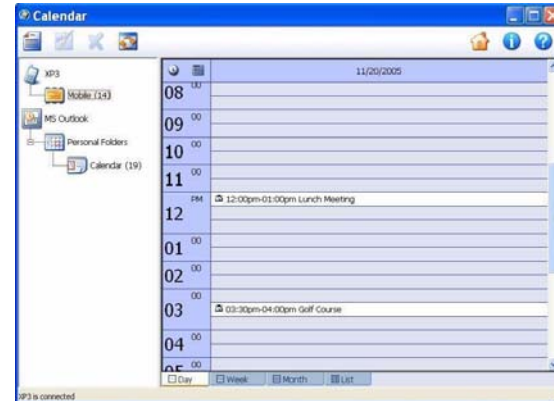 Calendar
XP3
Mobile (14)
MS Outlook
Personal Folders
Calendar (19)
11/20/2005
08 00
09 00
10 00
11 00
12 PM
12:00pm-01:00pm Lunch Meeting
01 00
02 00
03 00
03:30pm-04:00pm Golf Course
04 00
05 00
Day Week Month List
XP3 is connected